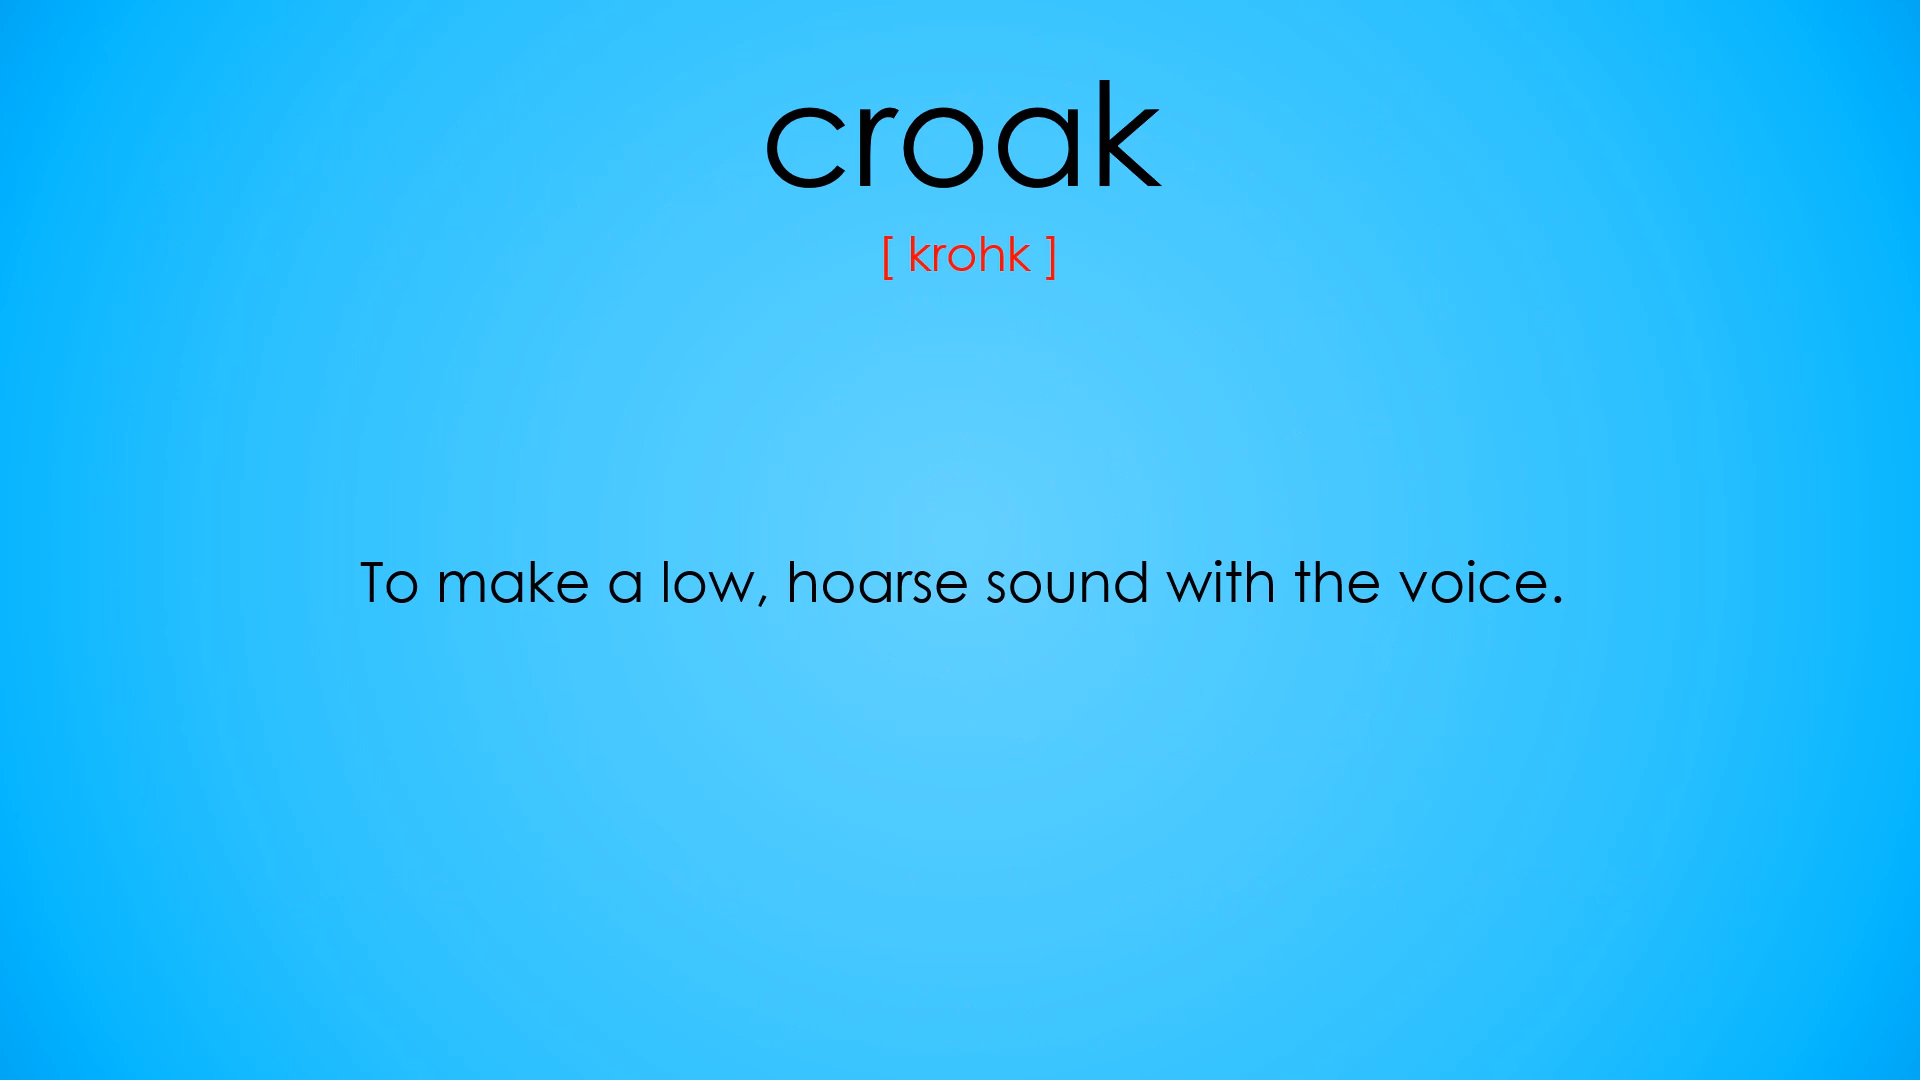 croak
[ krohk ]
To make a low, hoarse sound with the voice.